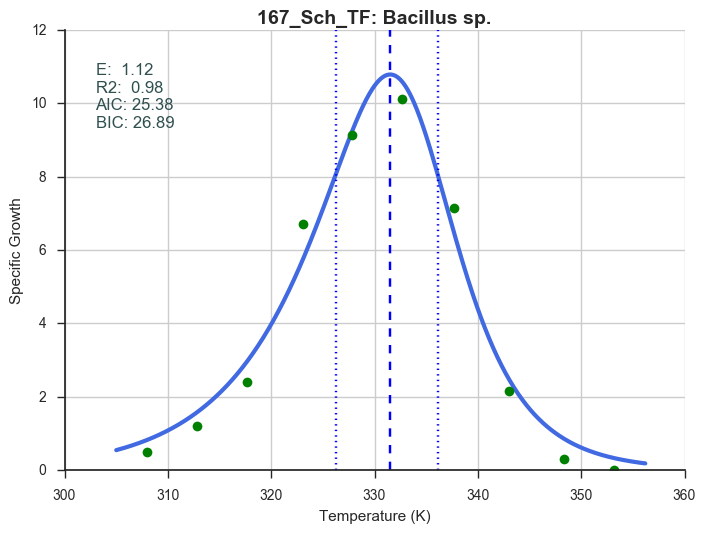 167_Sch_TF: Bacillus sp.
E:  1.12
R2:  0.98
AIC: 25.38
BIC: 26.89
Specific Growth
12
10
8
6
4
2
0
300 310 320 330 340 350 360
Temperature (K)